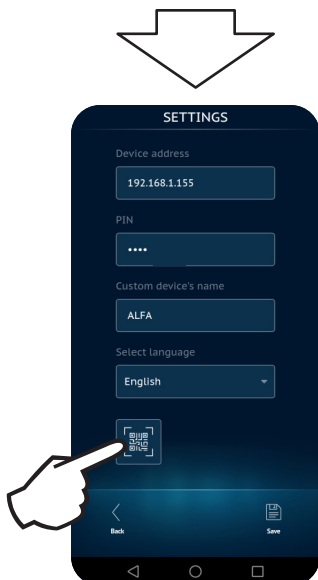 SETTINGS
Device address
192.168.1.155
PIN
••••
Custom device's name
ALFA
Select language
English
Back
Save